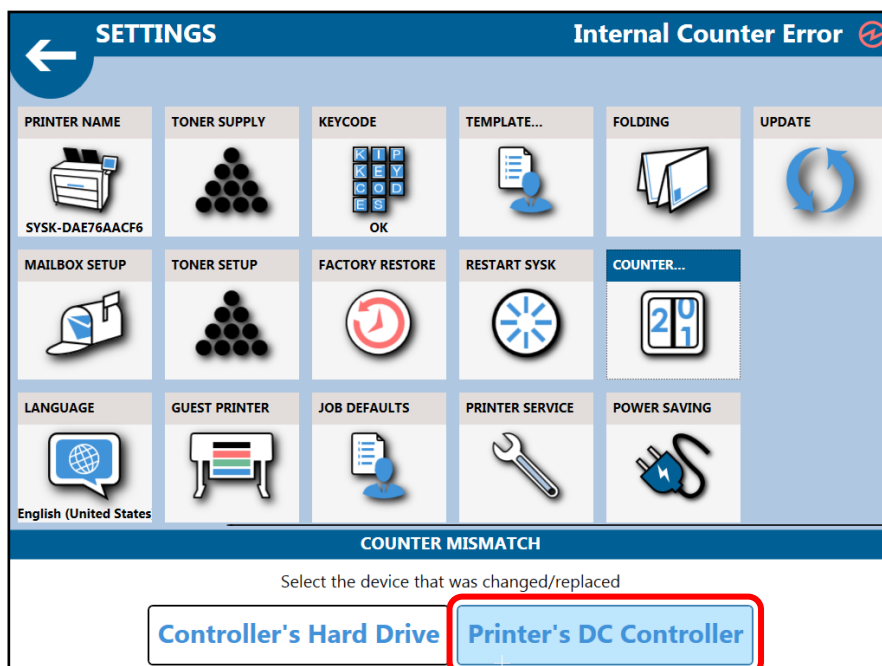 SETTINGS Internal Counter Error
PRINTER NAME TONER SUPPLY KEYCODE TEMPLATE... FOLDING UPDATE
K I P
K E Y
C O D
E S
SYSK-DAE76AACF6 OK
MAILBOX SETUP TONER SETUP FACTORY RESTORE RESTART SYSK COUNTER...
2 0
1
LANGUAGE GUEST PRINTER JOB DEFAULTS PRINTER SERVICE POWER SAVING
English (United States
COUNTER MISMATCH
Select the device that was changed/replaced
Controller's Hard Drive Printer's DC Controller